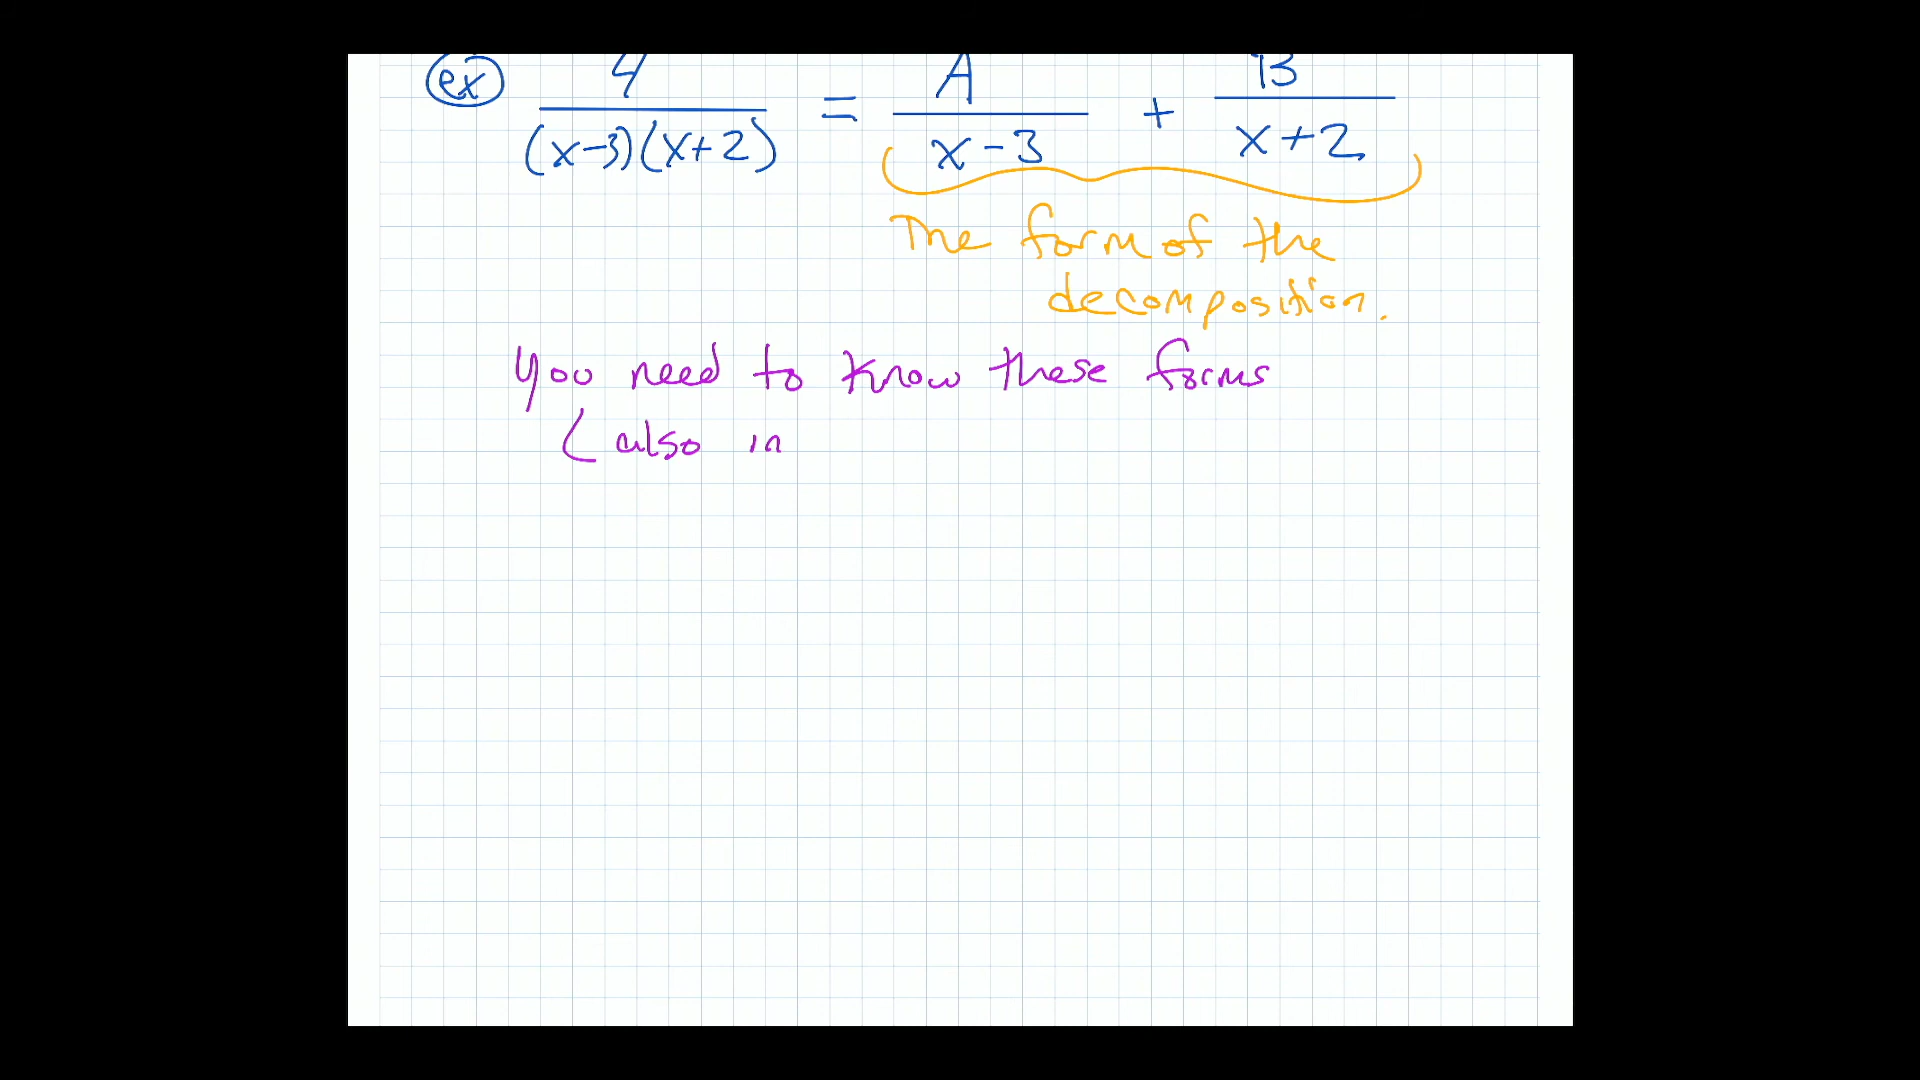 ex 4 / (x-3)(x+2) = A / x-3 + B / x+2
The form of the
decomposition.
You need to know these forms
(also in